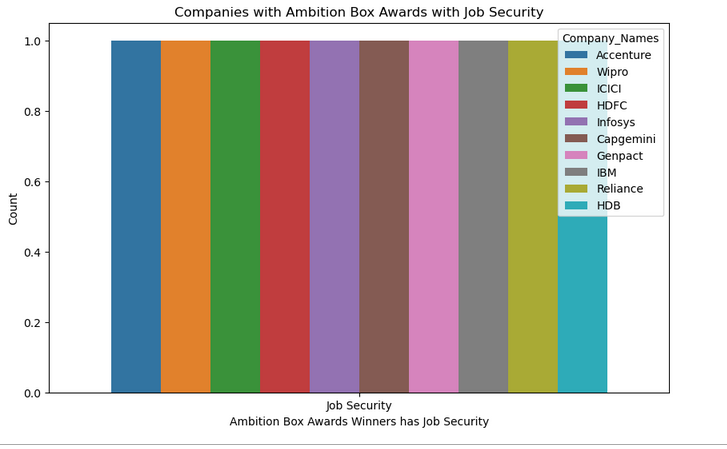 Companies with Ambition Box Awards with Job Security
Count
1.0
0.8
0.6
0.4
0.2
0.0
Company_Names
Accenture
Wipro
ICICI
HDFC
Infosys
Capgemini
Genpact
IBM
Reliance
HDB
Job Security
Ambition Box Awards Winners has Job Security